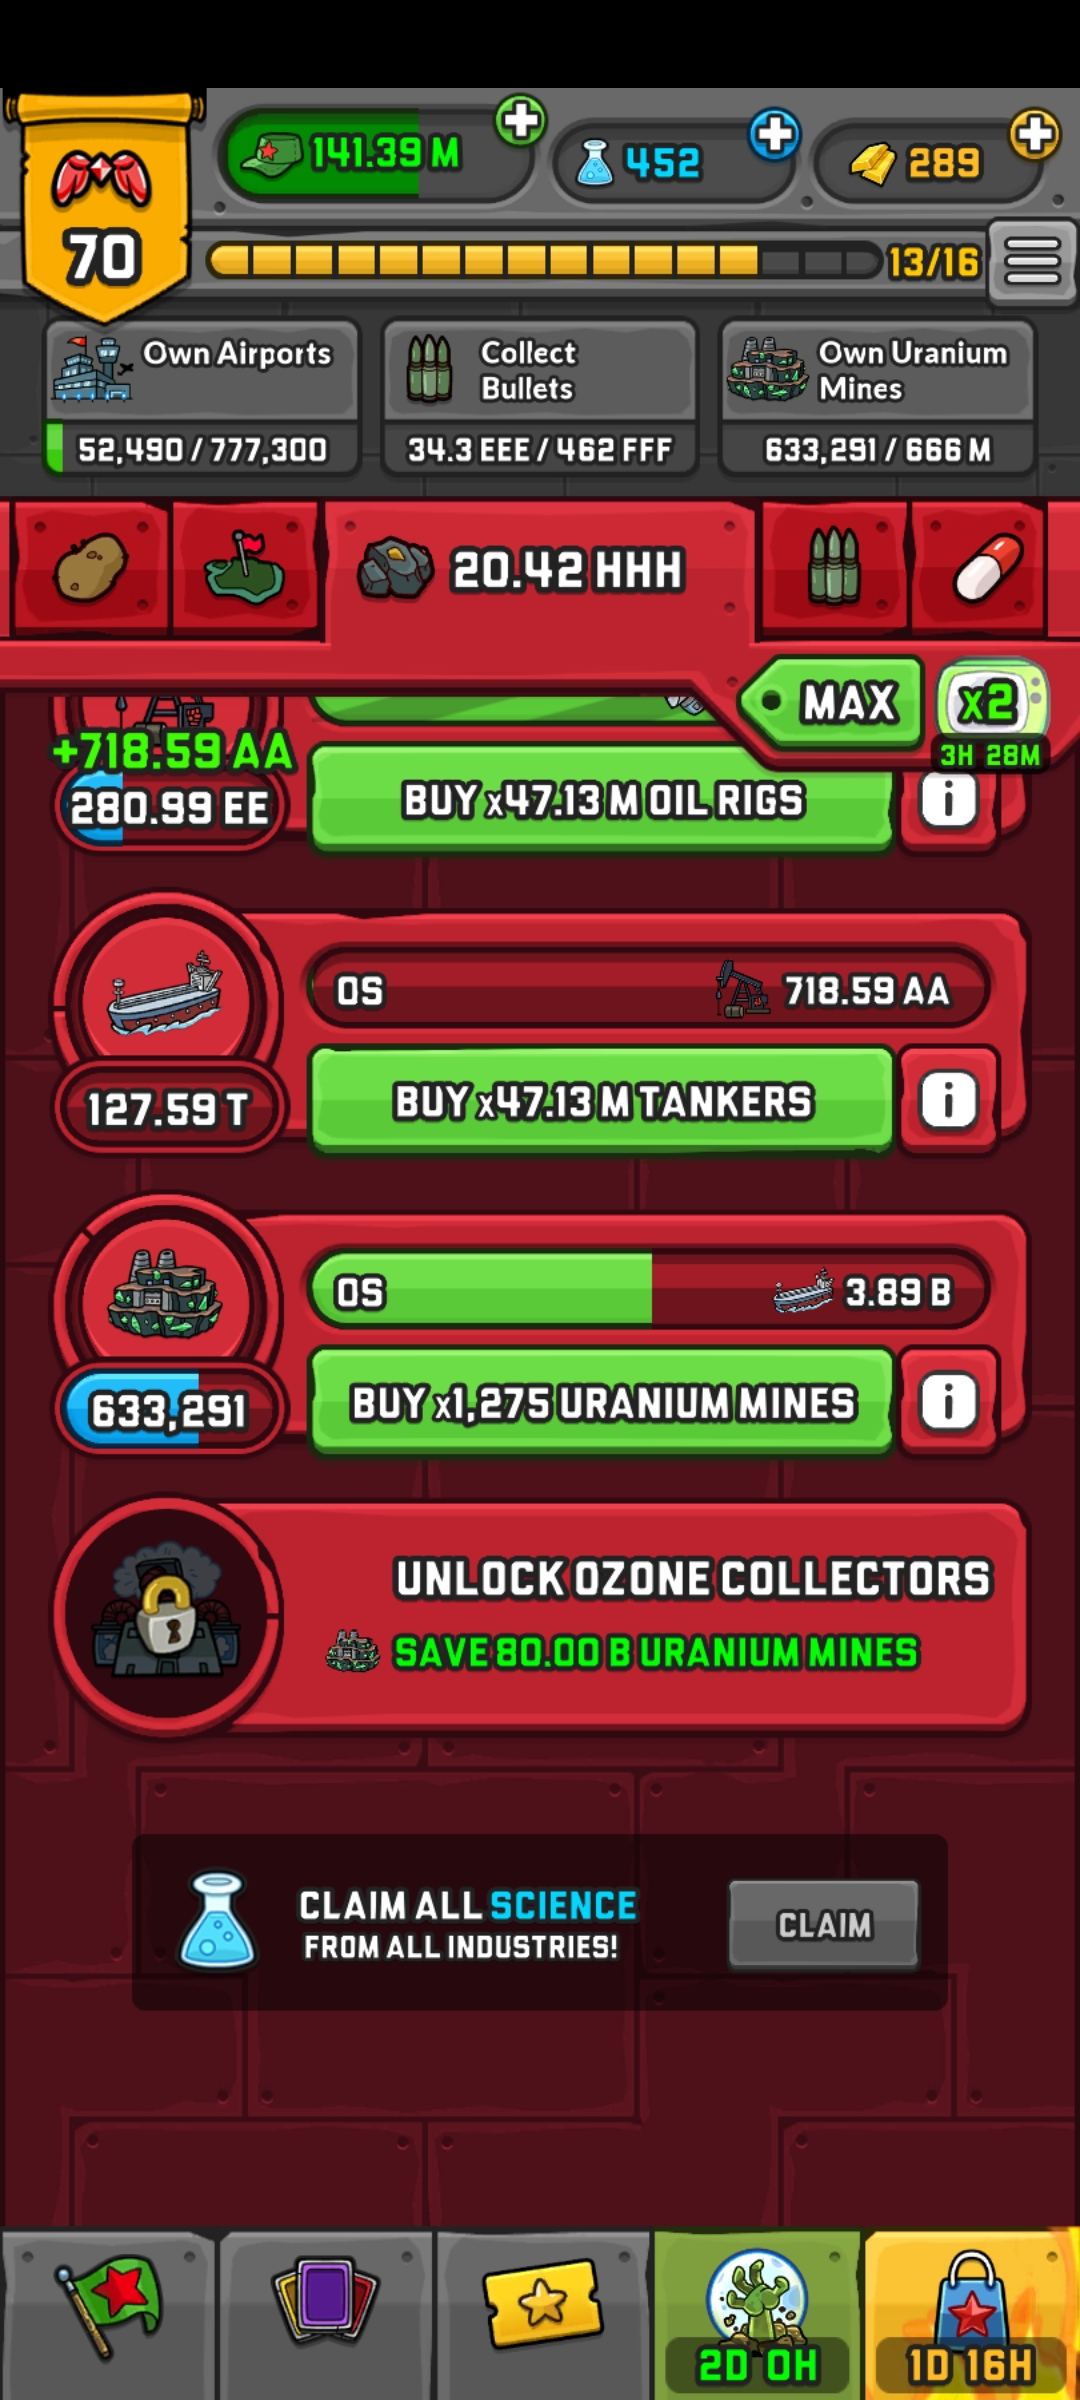 141.39 M
452
289
70
13/16
Own Airports
52,490 / 777,300
Collect
Bullets
34.3 EEE / 462 FFF
Own Uranium
Mines
633,291 / 666 M
20.42 HHH
MAX
x2
3H 28M
+718.59 AA
280.99 EE
BUY x47.13 M OIL RIGS
i
0S
718.59 AA
127.59 T
BUY x47.13 M TANKERS
i
0S
3.89 B
633,291
BUY x1,275 URANIUM MINES
i
UNLOCK OZONE COLLECTORS
SAVE 80.00 B URANIUM MINES
CLAIM ALL SCIENCE
FROM ALL INDUSTRIES!
CLAIM
2D 0H
1D 16H